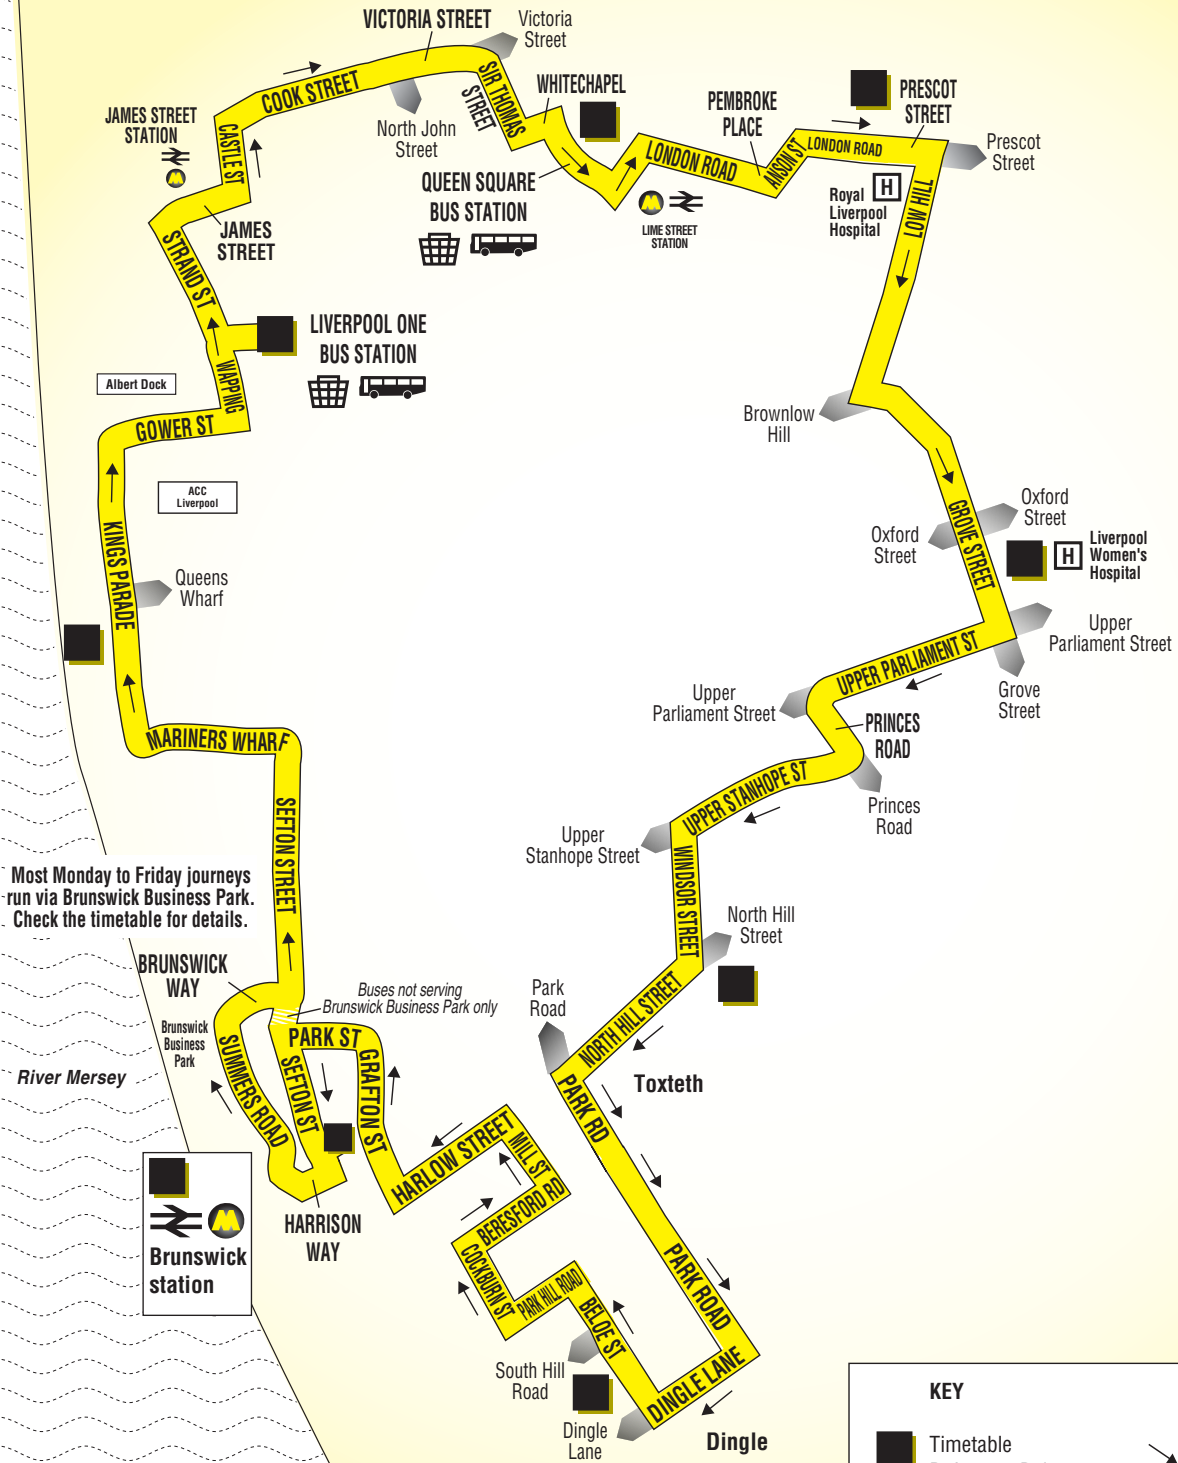 VICTORIA STREET
Victoria
Street
SIR THOMAS
STREET
WHITECHAPEL
COOK STREET
North John
Street
JAMES STREET
STATION
CASTLE ST
JAMES
STREET
QUEEN SQUARE
BUS STATION
LONDON ROAD
LIME STREET
STATION
PEMBROKE
PLACE
ANSON ST
LONDON ROAD
PRESCOT
STREET
Prescot
Street
H
Royal
Liverpool
Hospital
LOW HILL
STRAND ST
LIVERPOOL ONE
BUS STATION
WAPPING
Albert Dock
GOWER ST
ACC
Liverpool
KINGS PARADE
Queens
Wharf
Brownlow
Hill
GROVE STREET
Oxford
Street
Oxford
Street
H
Liverpool
Women's
Hospital
Upper
Parliament Street
UPPER PARLIAMENT ST
Grove
Street
Upper
Parliament Street
PRINCES
ROAD
MARINERS WHARF
UPPER STANHOPE ST
Princes
Road
Upper
Stanhope Street
SEFTON STREET
WINDSOR STREET
Most Monday to Friday journeys
run via Brunswick Business Park.
Check the timetable for details.
North Hill
Street
BRUNSWICK
WAY
Buses not serving
Brunswick Business Park only
Park
Road
NORTH HILL STREET
Brunswick
Business
Park
PARK ST
River Mersey
SUMMERS ROAD
SEFTON ST
GRAFTON ST
PARK RD
Toxteth
HARLOW STREET
MILL ST
BERESFORD RD
HARRISON
WAY
M
Brunswick
station
COCKBURN ST
PARK HILL ROAD
BELOE ST
PARK ROAD
South Hill
Road
DINGLE LANE
Dingle
Lane
Dingle
KEY
Timetable